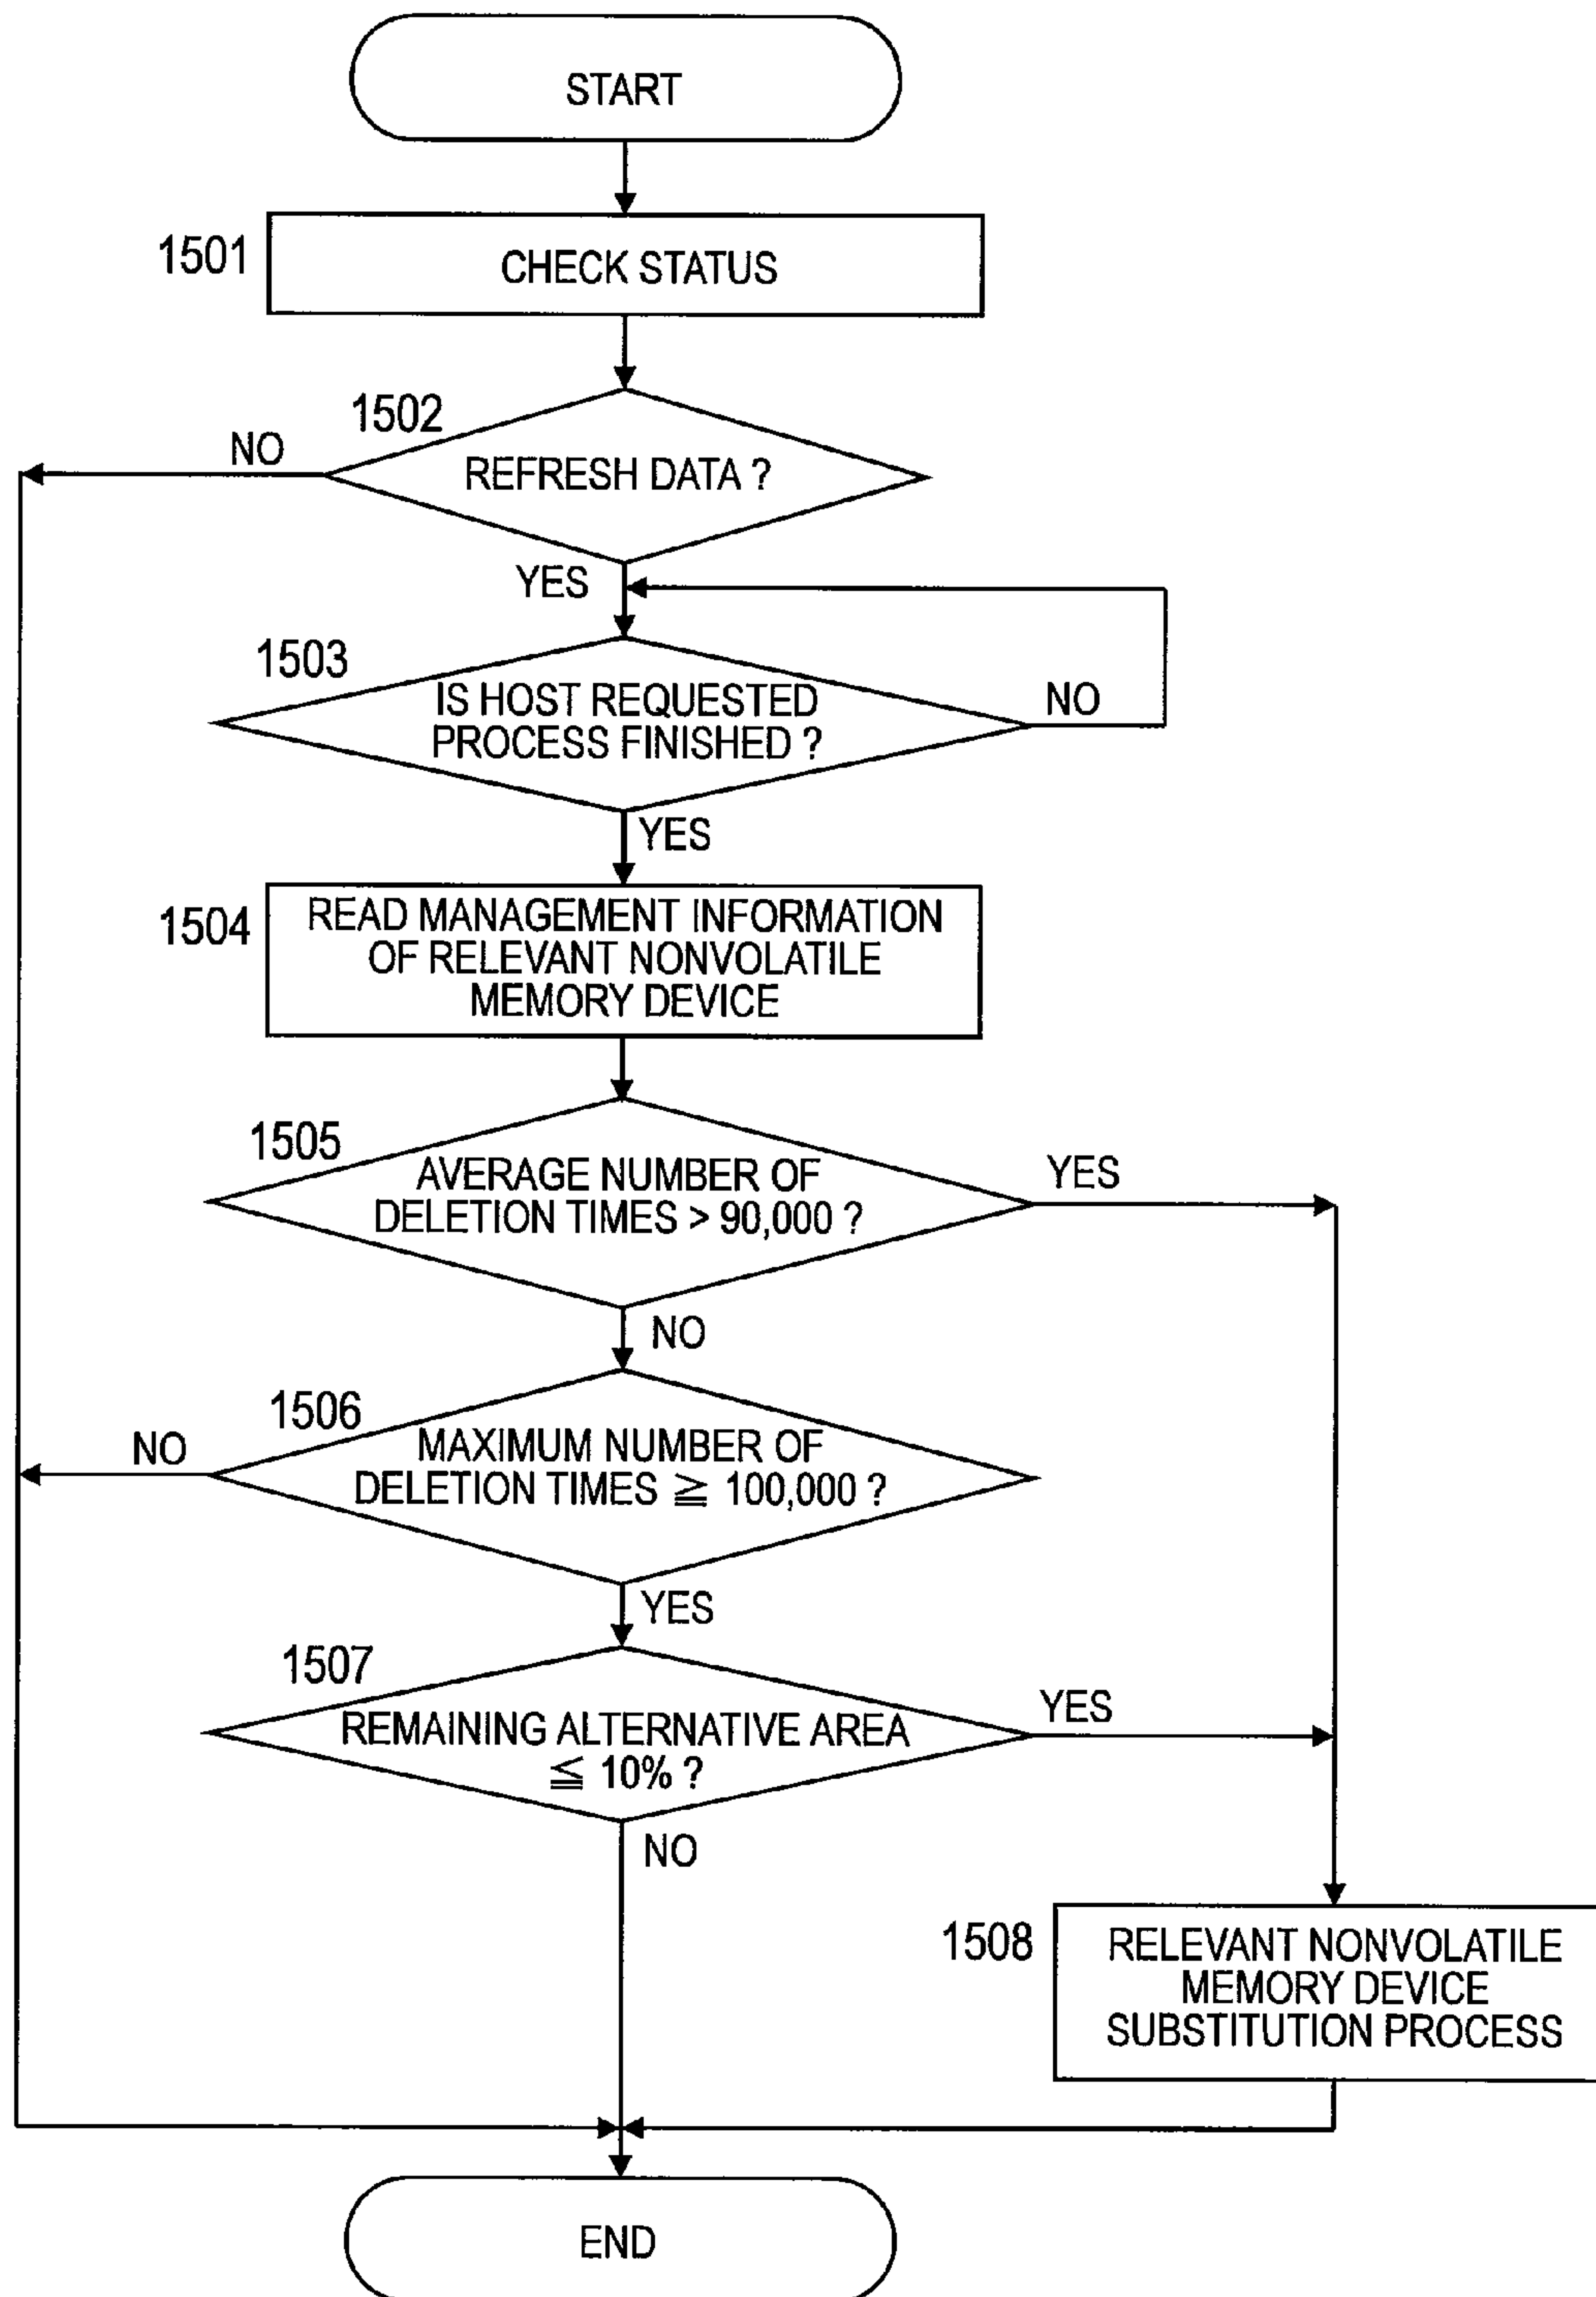 START
1501
CHECK STATUS
1502
NO
REFRESH DATA ?
YES
1503
IS HOST REQUESTED
PROCESS FINISHED ?
NO
YES
1504
READ MANAGEMENT INFORMATION
OF RELEVANT NONVOLATILE
MEMORY DEVICE
1505
AVERAGE NUMBER OF
DELETION TIMES > 90,000 ?
YES
NO
1506
NO
MAXIMUM NUMBER OF
DELETION TIMES ≧ 100,000 ?
YES
1507
REMAINING ALTERNATIVE AREA
≦ 10% ?
YES
NO
1508
RELEVANT NONVOLATILE
MEMORY DEVICE
SUBSTITUTION PROCESS
END